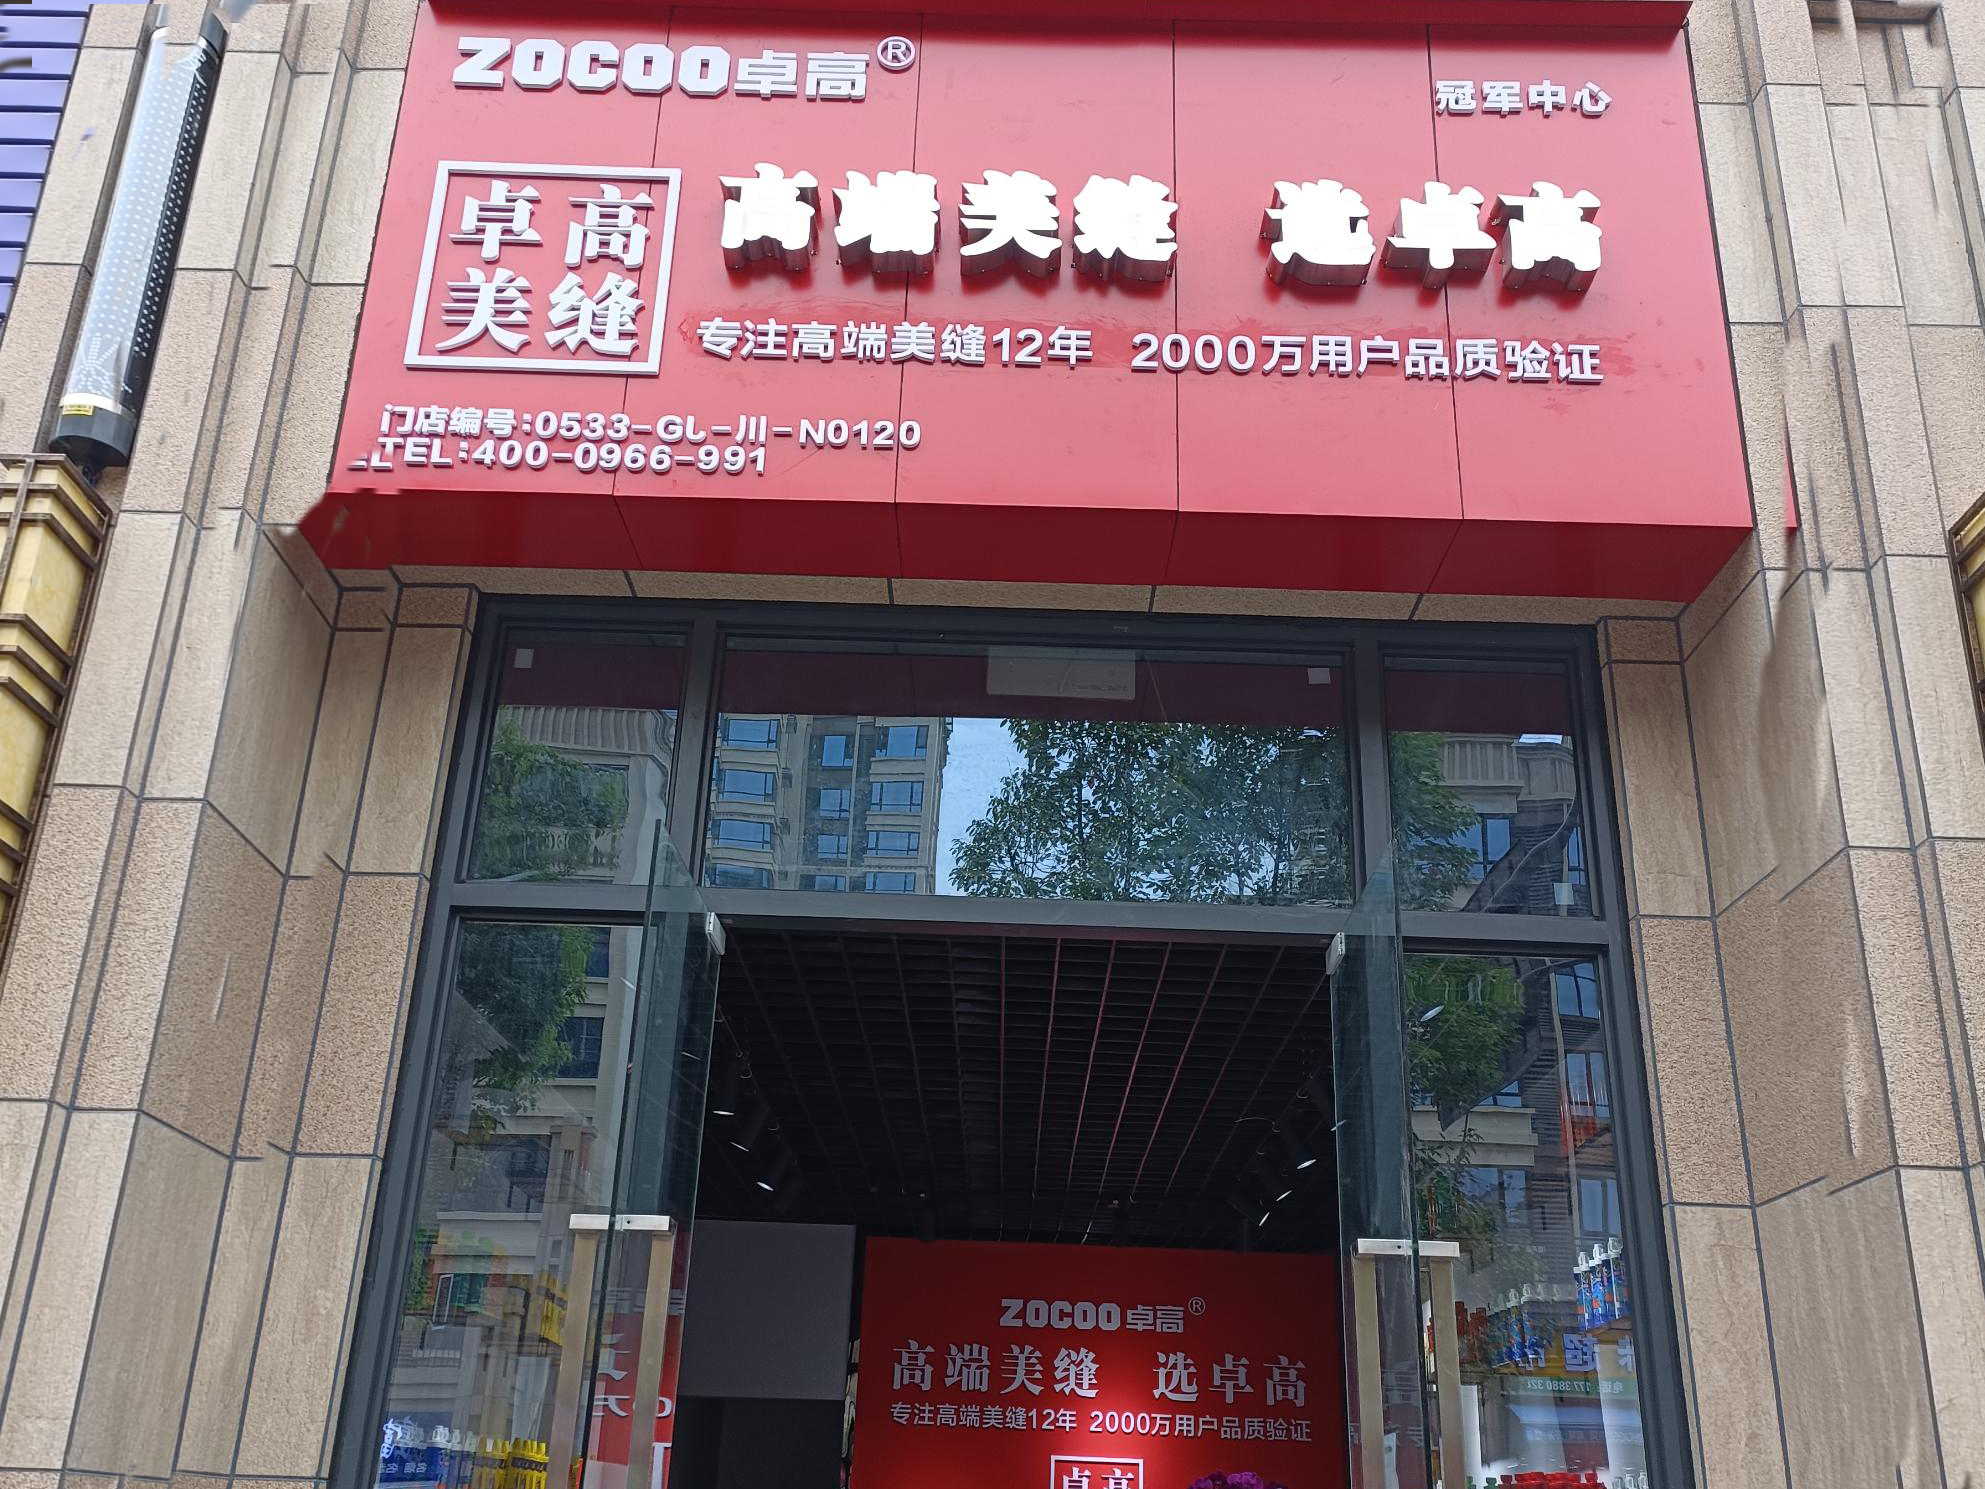 ZOCOO卓高®
冠军中心
卓高
美缝
高端美缝 选卓高
专注高端美缝12年 2000万用户品质验证
门店编号:0533-GL-川-N0120
TEL:400-0966-991
ZOCOO卓高®
高端美缝 选卓高
专注高端美缝12年 2000万用户品质验证
卓高